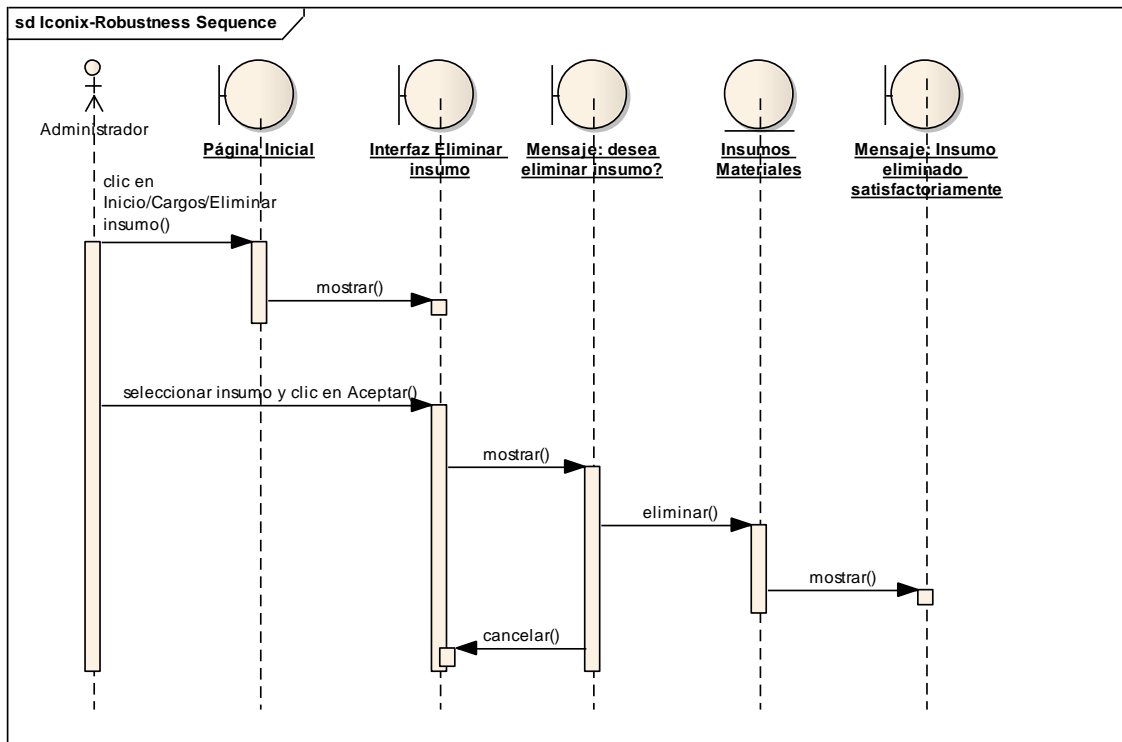 sd Iconix-Robustness Sequence
Administrador
Página Inicial
Interfaz Eliminar
insumo
Mensaje: desea
eliminar insumo?
Insumos
Materiales
Mensaje: Insumo
eliminado
satisfactoriamente
clic en
Inicio/Cargos/Eliminar
insumo()
mostrar()
seleccionar insumo y clic en Aceptar()
mostrar()
eliminar()
mostrar()
cancelar()